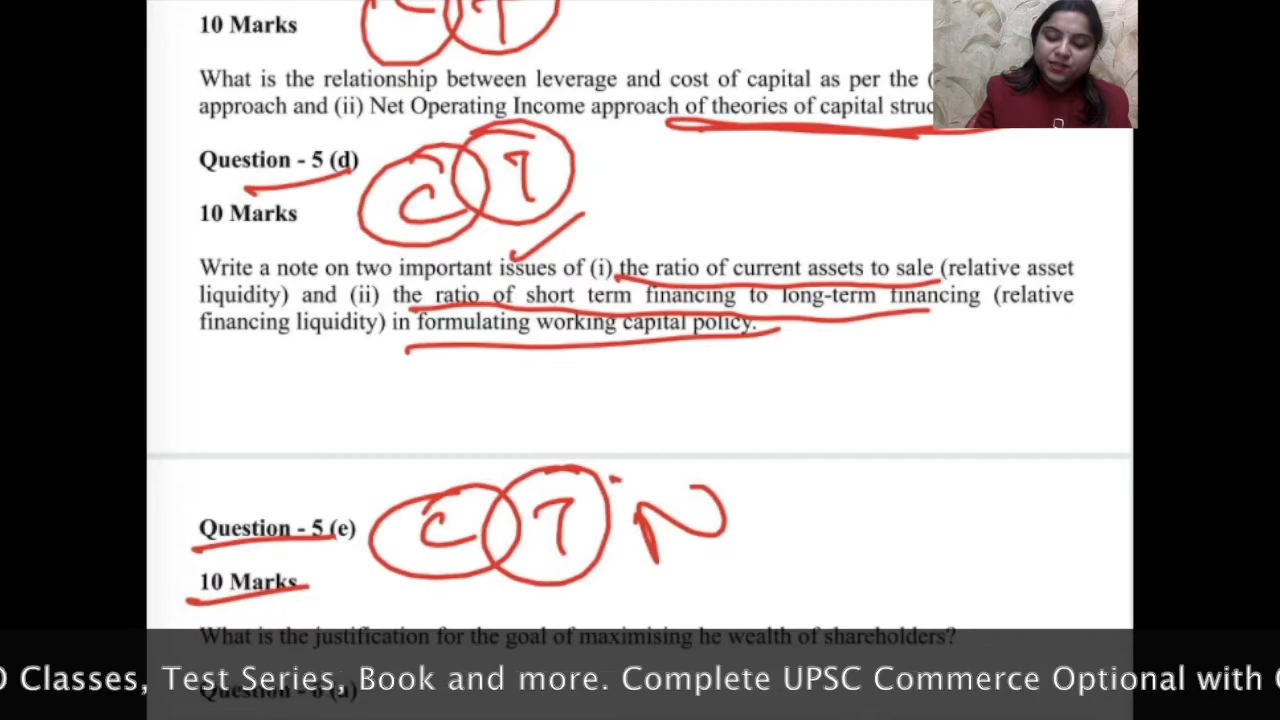 10 Marks
What is the relationship between leverage and cost of capital as per the (
approach and (ii) Net Operating Income approach of theories of capital struc
Question - 5 (d)
C T
10 Marks
Write a note on two important issues of (i) the ratio of current assets to sale (relative asset
liquidity) and (ii) the ratio of short term financing to long-term financing (relative
financing liquidity) in formulating working capital policy.
Question - 5 (e)
C T N
10 Marks
What is the justification for the goal of maximising he wealth of shareholders?
Classes, Test Series, Book and more. Complete UPSC Commerce Optional with
Question - 6 (a)